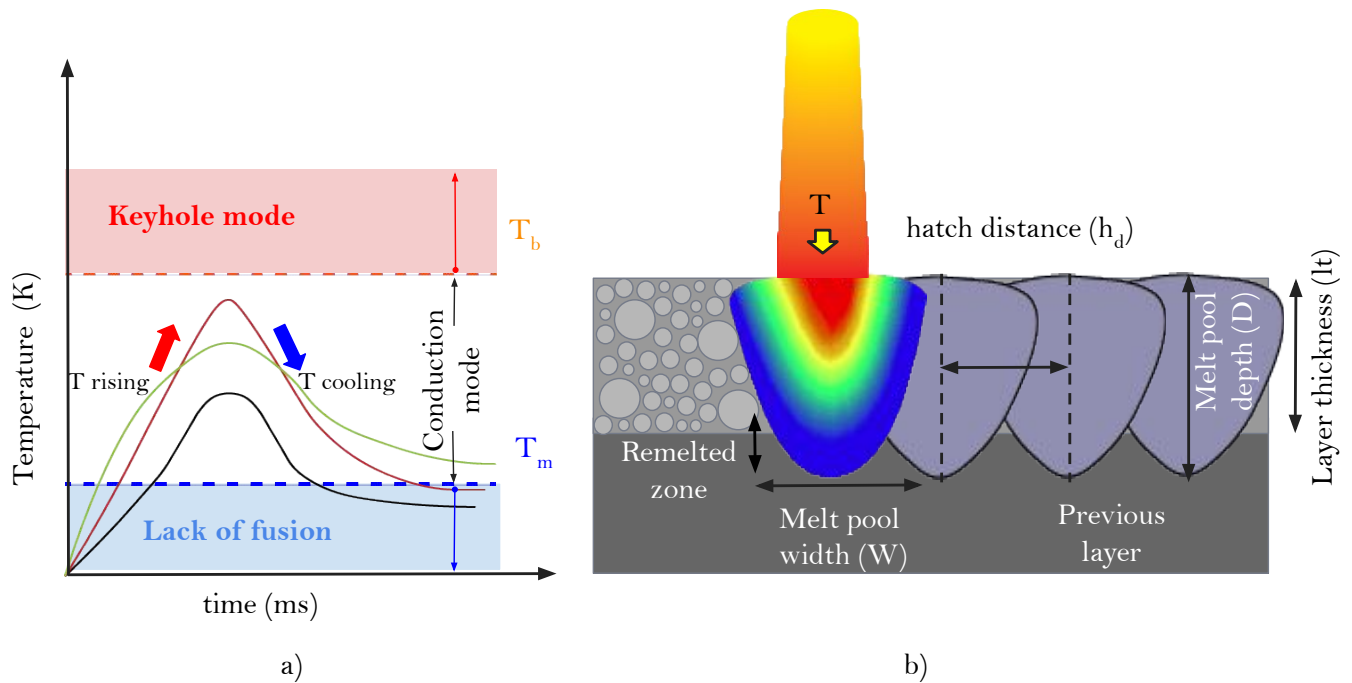 Keyhole mode
T_b
Temperature (K)
T rising
T cooling
Conduction
mode
T_m
Lack of fusion
time (ms)
a)
T
hatch distance (h_d)
Melt pool
depth (D)
Layer thickness (lt)
Remelted
zone
Melt pool
width (W)
Previous
layer
b)